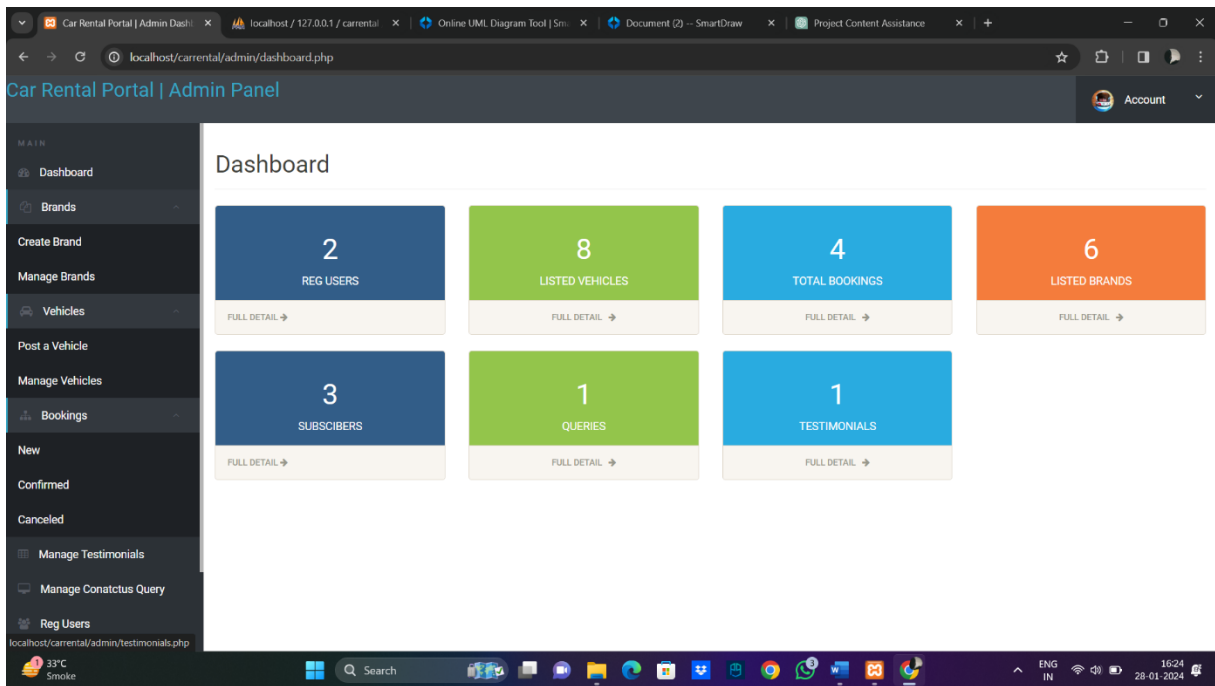 Car Rental Portal | Admin Dashb
localhost / 127.0.0.1 / carrental
Online UML Diagram Tool | Sma
Document (2) -- SmartDraw
Project Content Assistance
localhost/carrental/admin/dashboard.php
Car Rental Portal | Admin Panel
Account
MAIN
Dashboard
Brands
Create Brand
Manage Brands
Vehicles
Post a Vehicle
Manage Vehicles
Bookings
New
Confirmed
Canceled
Manage Testimonials
Manage Conatctus Query
Reg Users
localhost/carrental/admin/testimonials.php
Dashboard
2
REG USERS
FULL DETAIL
8
LISTED VEHICLES
FULL DETAIL
4
TOTAL BOOKINGS
FULL DETAIL
6
LISTED BRANDS
FULL DETAIL
3
SUBSCIBERS
FULL DETAIL
1
QUERIES
FULL DETAIL
1
TESTIMONIALS
FULL DETAIL
1
33°C
Smoke
Search
3
ENG
IN
16:24
28-01-2024